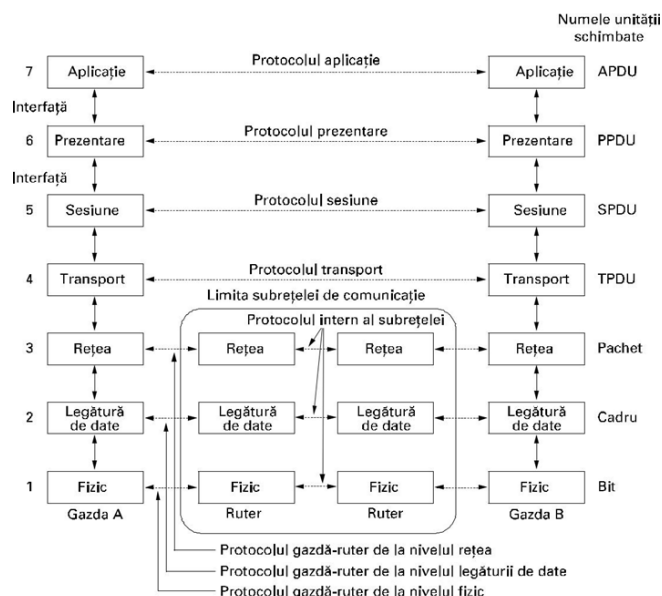 Numele unității
schimbate
7 Aplicație Protocolul aplicație Aplicație APDU
Interfață
6 Prezentare Protocolul prezentare Prezentare PPDU
Interfață
5 Sesiune Protocolul sesiune Sesiune SPDU
4 Transport Protocolul transport Transport TPDU
Limita subrețelei de comunicație
Protocolul intern al subrețelei
3 Rețea Rețea Rețea Rețea Pachet
2 Legătură de date Legătură de date Legătură de date Legătură de date Cadru
1 Fizic Fizic Fizic Fizic Bit
Gazda A Ruter Ruter Gazda B
Protocolul gazdă-ruter de la nivelul rețea
Protocolul gazdă-ruter de la nivelul legăturii de date
Protocolul gazdă-ruter de la nivelul fizic